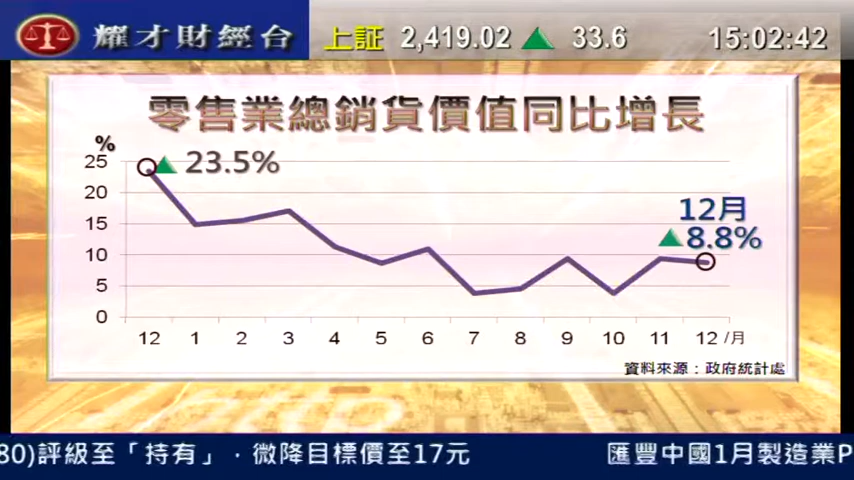 耀才財經台 上証 2,419.02 33.6 15:02:42
零售業總銷貨價值同比增長
%
25
23.5%
20
12月
15
8.8%
10
5
0
12 1 2 3 4 5 6 7 8 9 10 11 12 /月
資料來源：政府統計處
80)評級至「持有」﹒微降目標價至17元 匯豐中國1月製造業P